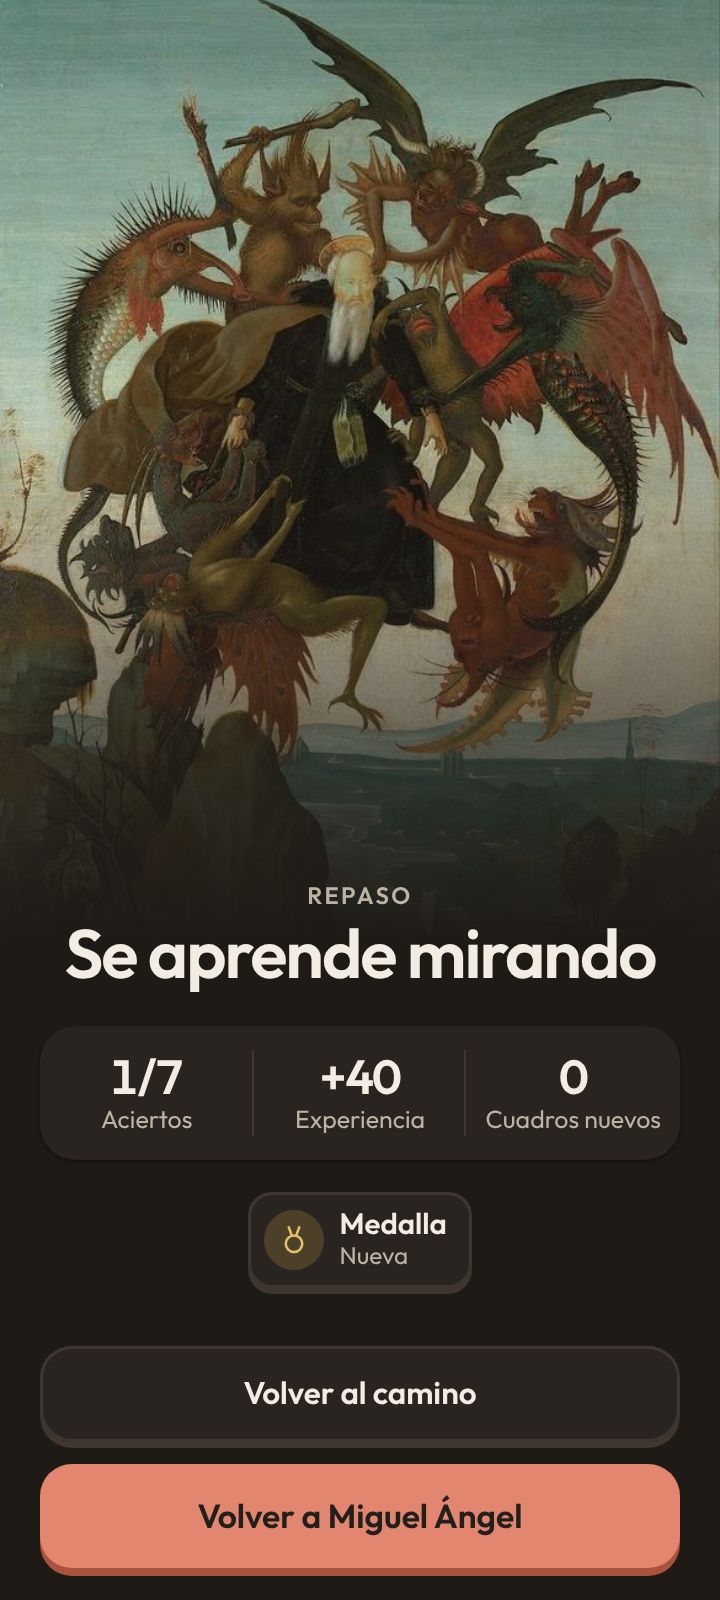 REPASO
Se aprende mirando
1/7
Aciertos
+40
Experiencia
0
Cuadros nuevos
Medalla
Nueva
Volver al camino
Volver a Miguel Ángel